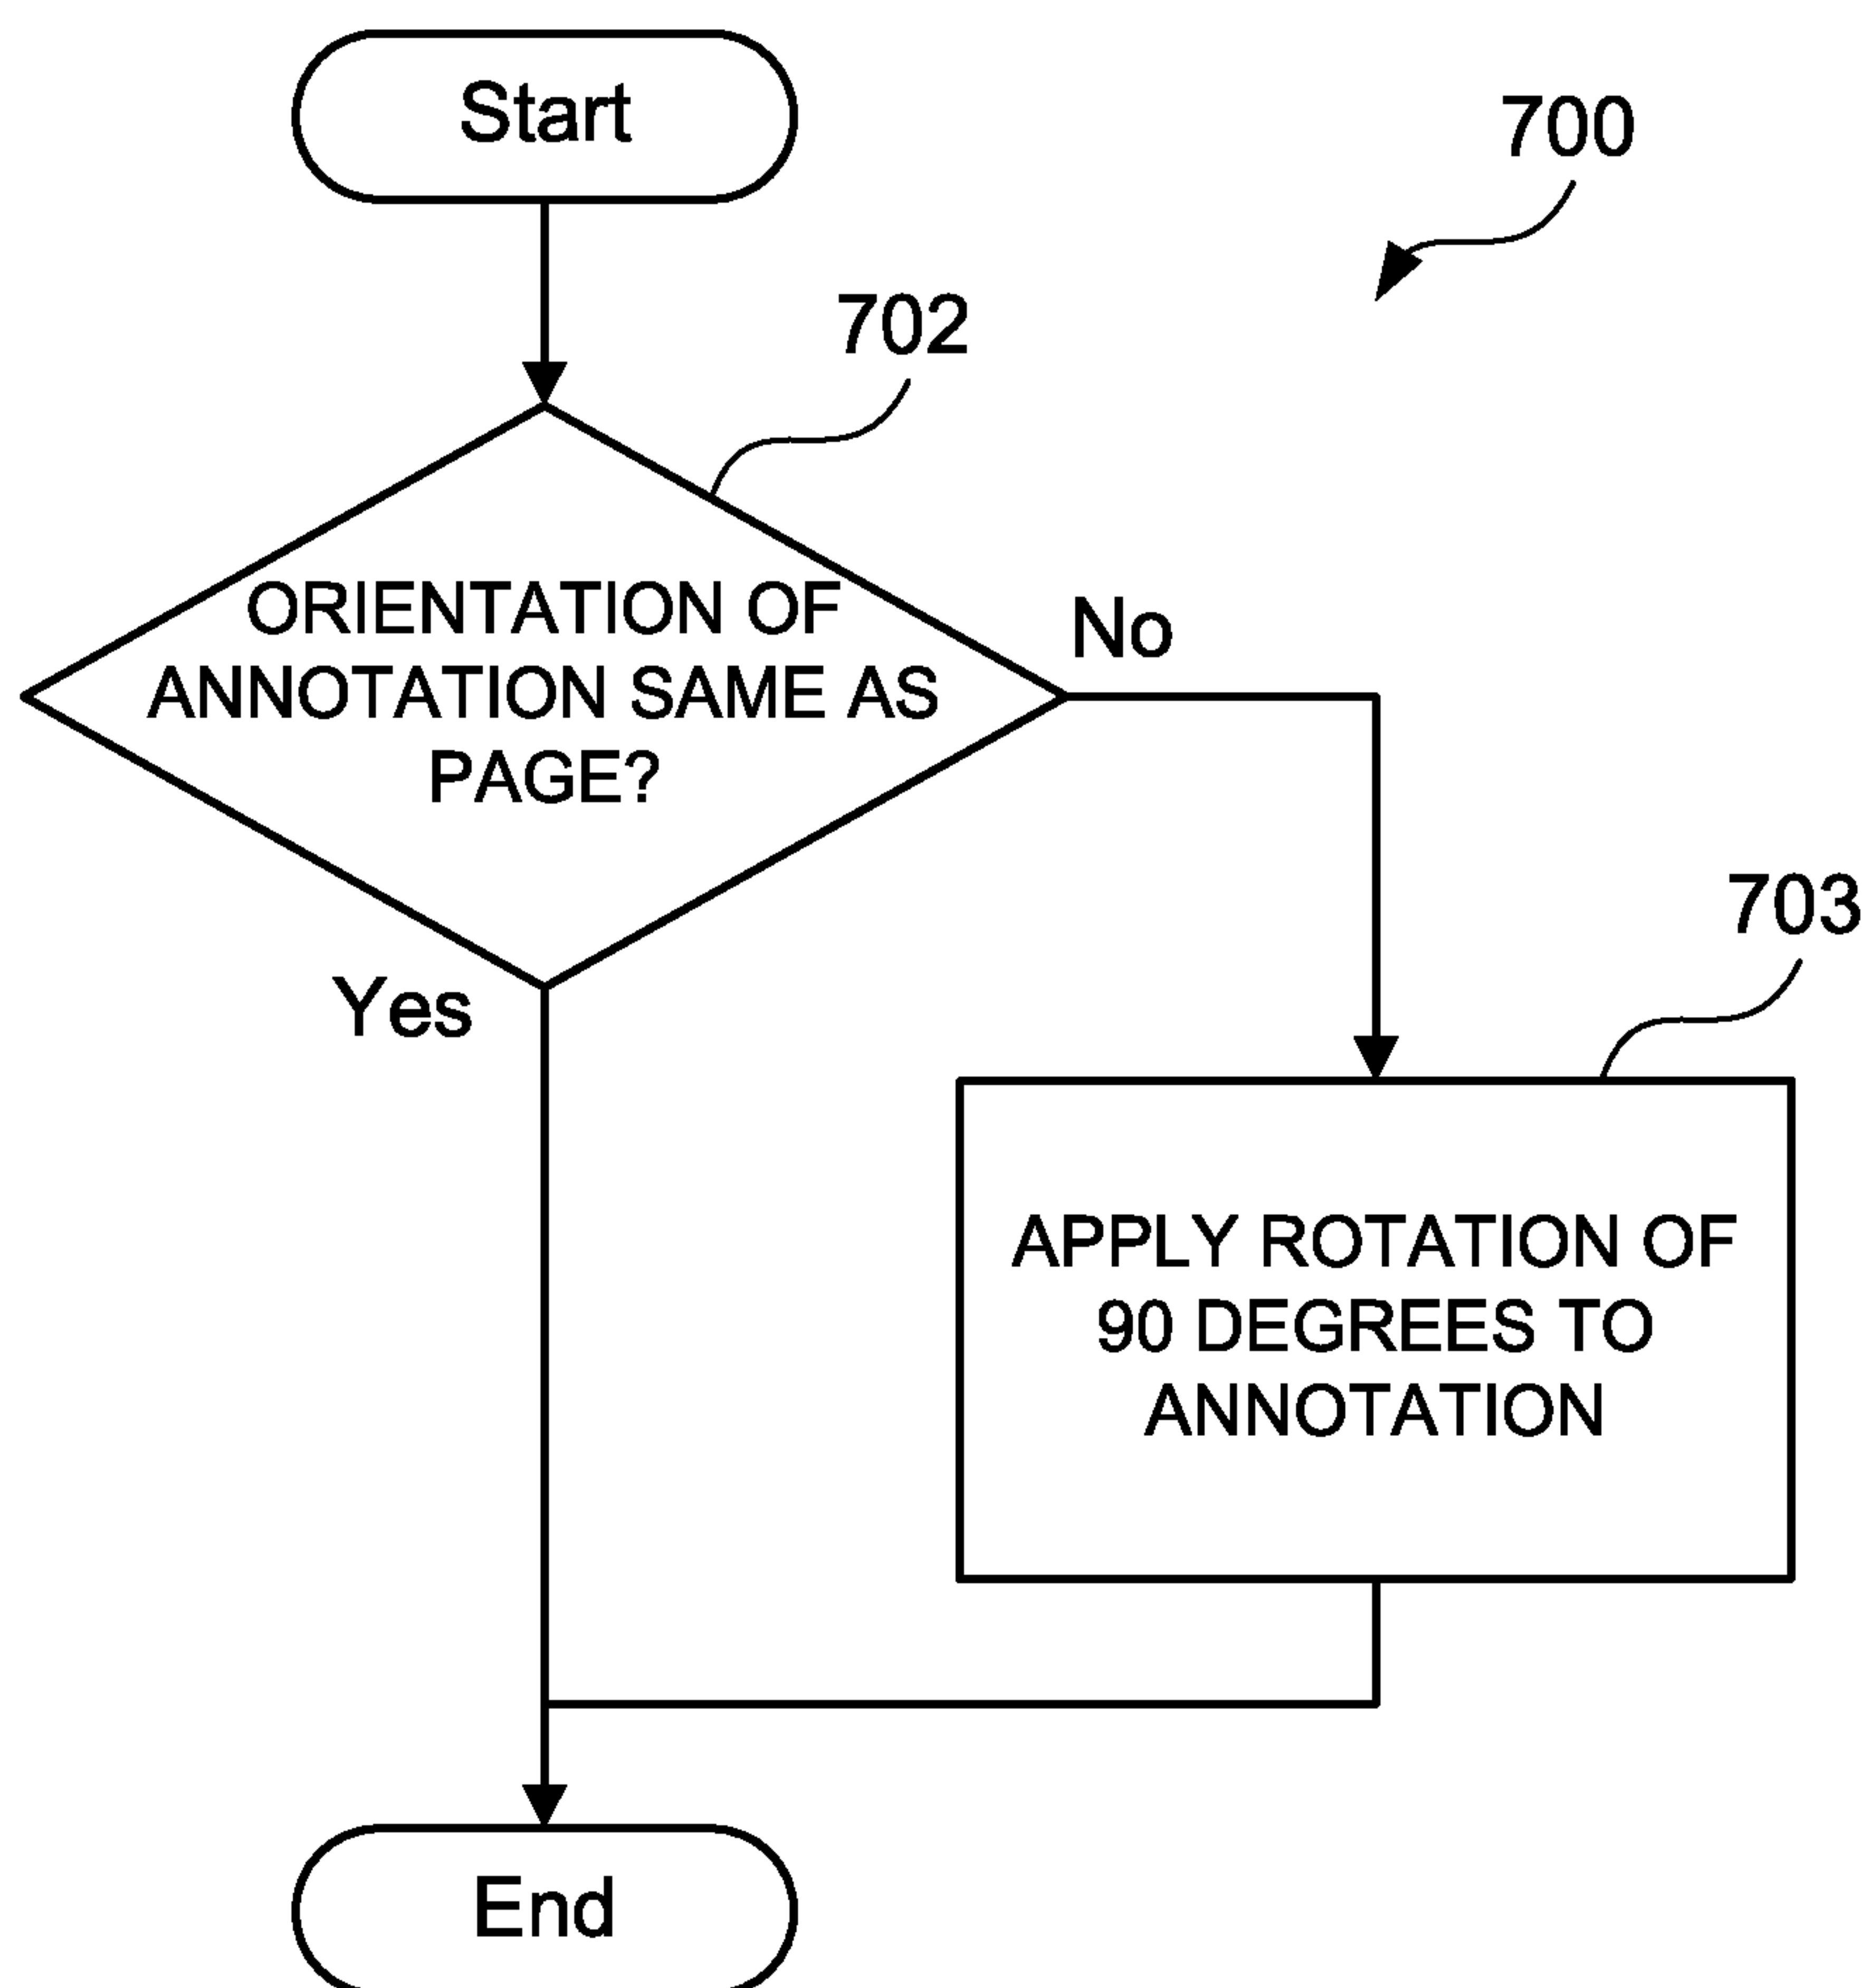 Start
700
702
ORIENTATION OF
ANNOTATION SAME AS
PAGE?
No
703
Yes
APPLY ROTATION OF
90 DEGREES TO
ANNOTATION
End